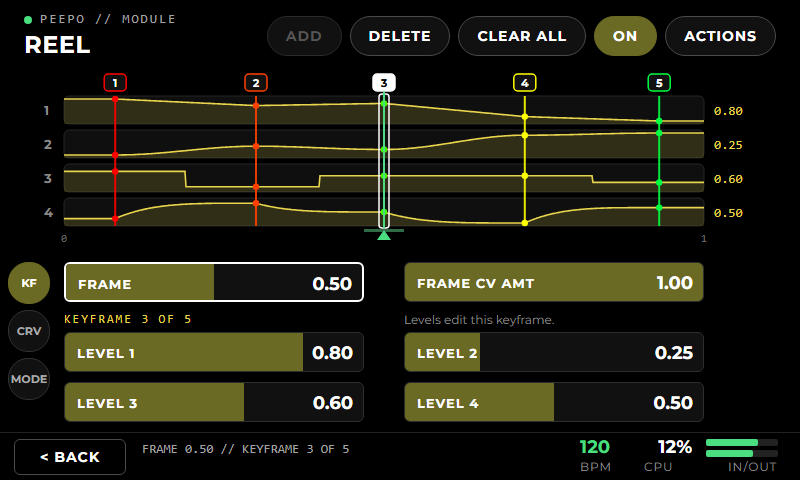 PEEPO // MODULE
REEL
ADD
DELETE
CLEAR ALL
ON
ACTIONS
1 2 3 4 5
1 0.80
2 0.25
3 0.60
4 0.50
0 1
KF
FRAME 0.50
FRAME CV AMT 1.00
KEYFRAME 3 OF 5
Levels edit this keyframe.
CRV
LEVEL 1 0.80
LEVEL 2 0.25
MODE
LEVEL 3 0.60
LEVEL 4 0.50
< BACK
FRAME 0.50 // KEYFRAME 3 OF 5
120
BPM
12%
CPU
IN/OUT